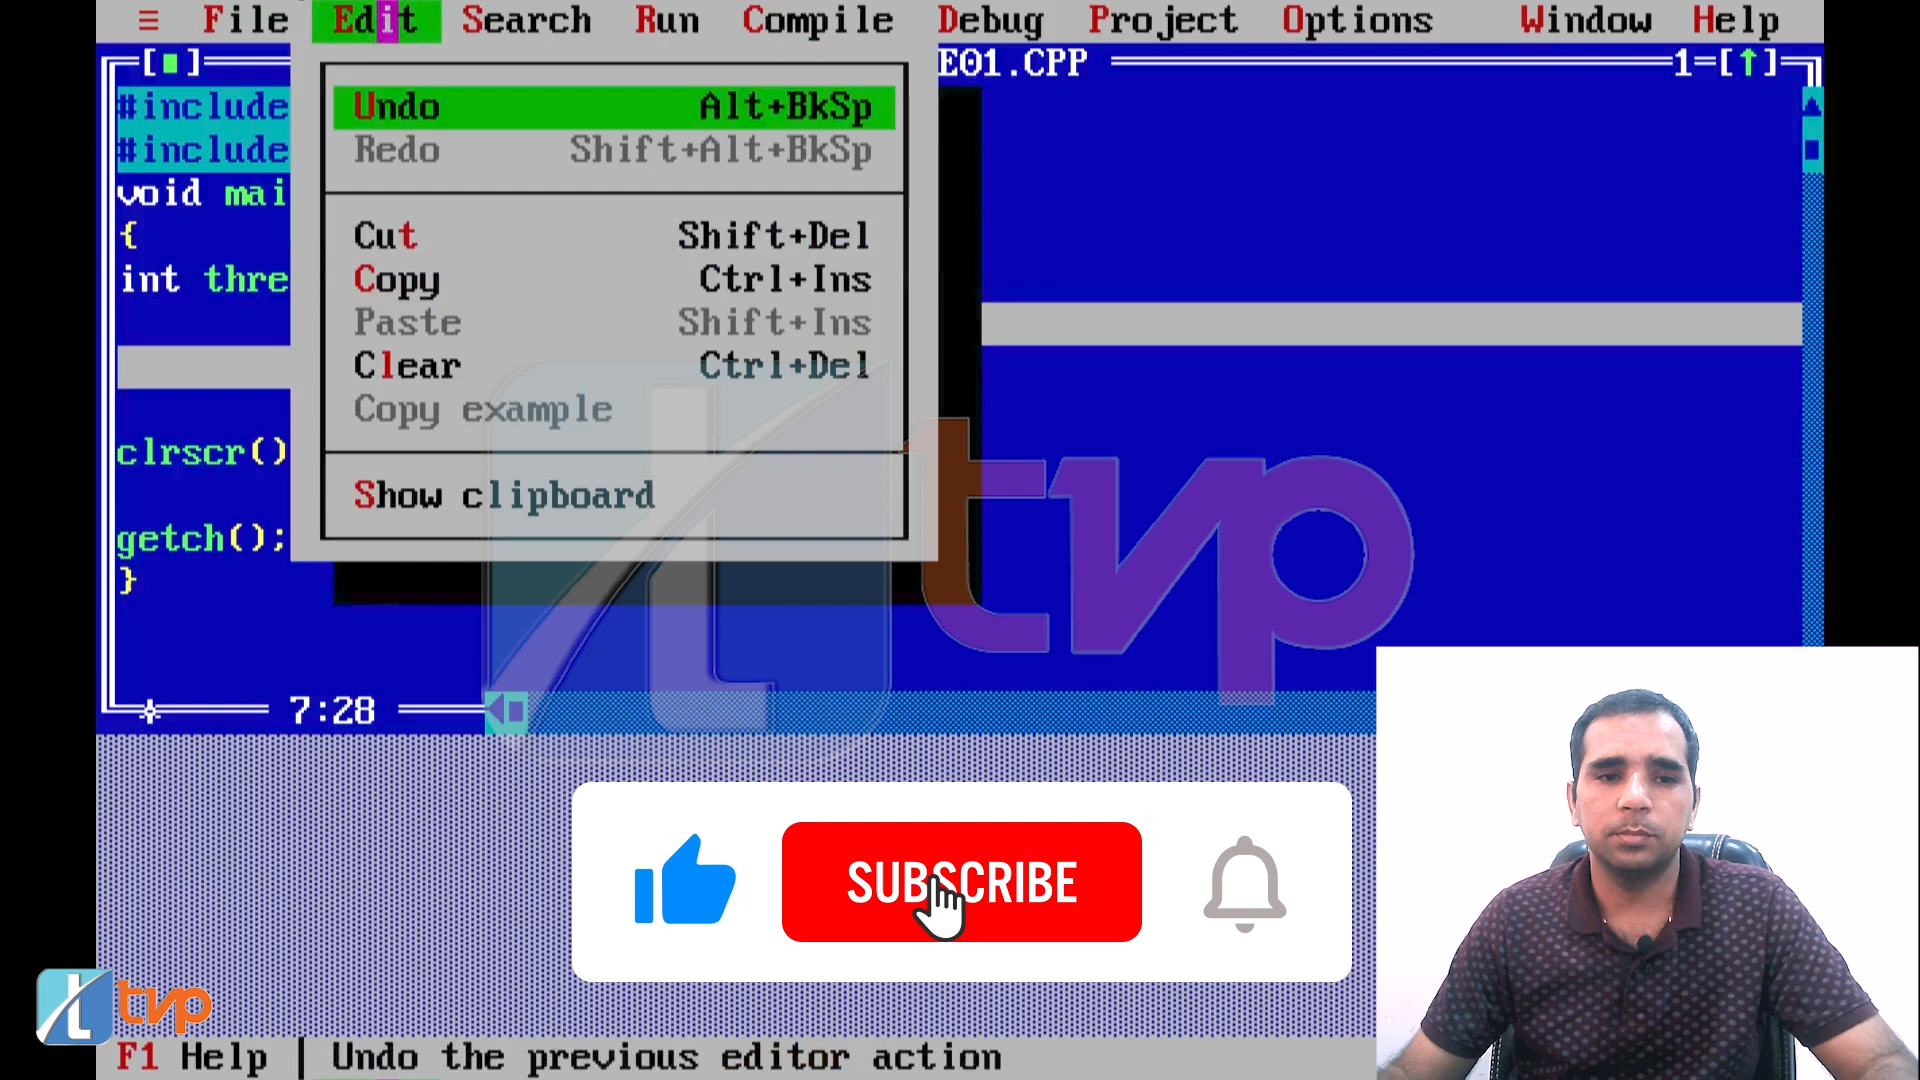 ≡ File Edit Search Run Compile Debug Project Options Window Help
[■] E01.CPP 1=[↑]
#include
#include
void mai
{
int thre
clrscr()
getch();
}
Undo Alt+BkSp
Redo Shift+Alt+BkSp
Cut Shift+Del
Copy Ctrl+Ins
Paste Shift+Ins
Clear Ctrl+Del
Copy example
Show clipboard
7:28
tvp
SUBSCRIBE
tvp
F1 Help | Undo the previous editor action